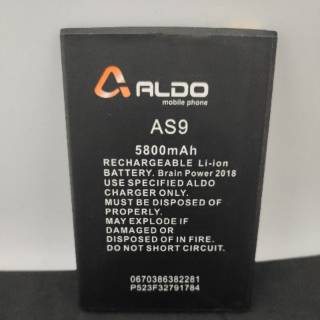 ALDO
mobile phone
AS9
5800mAh
RECHARGEABLE Li-ion
BATTERY. Brain Power 2018
USE SPECIFIED ALDO
CHARGER ONLY.
MUST BE DISPOSED OF
PROPERLY.
MAY EXPLODE IF
DAMAGED OR
DISPOSED OF IN FIRE.
DO NOT SHORT CIRCUIT.
0670386382281
P523F32791784